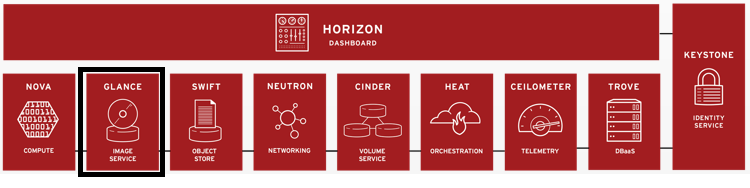 HORIZON
DASHBOARD
KEYSTONE
IDENTITY
SERVICE
NOVA
COMPUTE
GLANCE
IMAGE
SERVICE
SWIFT
OBJECT
STORE
NEUTRON
NETWORKING
CINDER
VOLUME
SERVICE
HEAT
ORCHESTRATION
CEILOMETER
TELEMETRY
TROVE
DBaaS